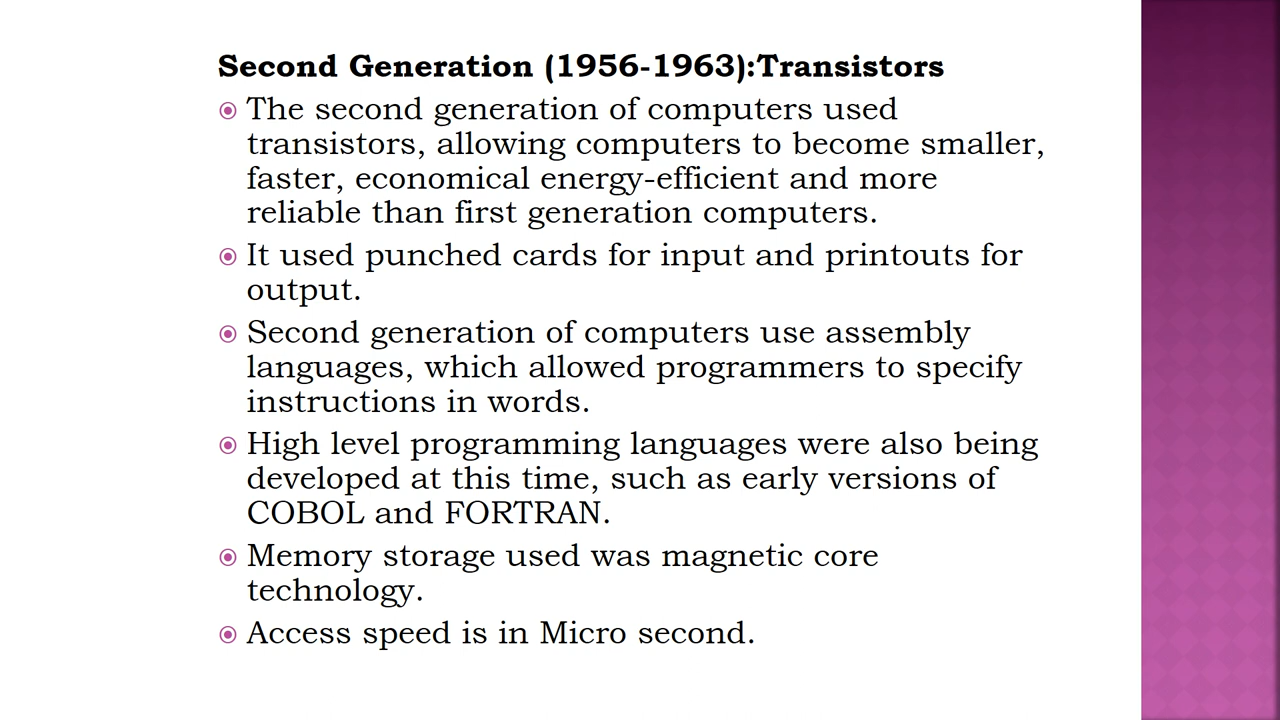 Second Generation (1956-1963):Transistors
The second generation of computers used
transistors, allowing computers to become smaller,
faster, economical energy-efficient and more
reliable than first generation computers.
It used punched cards for input and printouts for
output.
Second generation of computers use assembly
languages, which allowed programmers to specify
instructions in words.
High level programming languages were also being
developed at this time, such as early versions of
COBOL and FORTRAN.
Memory storage used was magnetic core
technology.
Access speed is in Micro second.